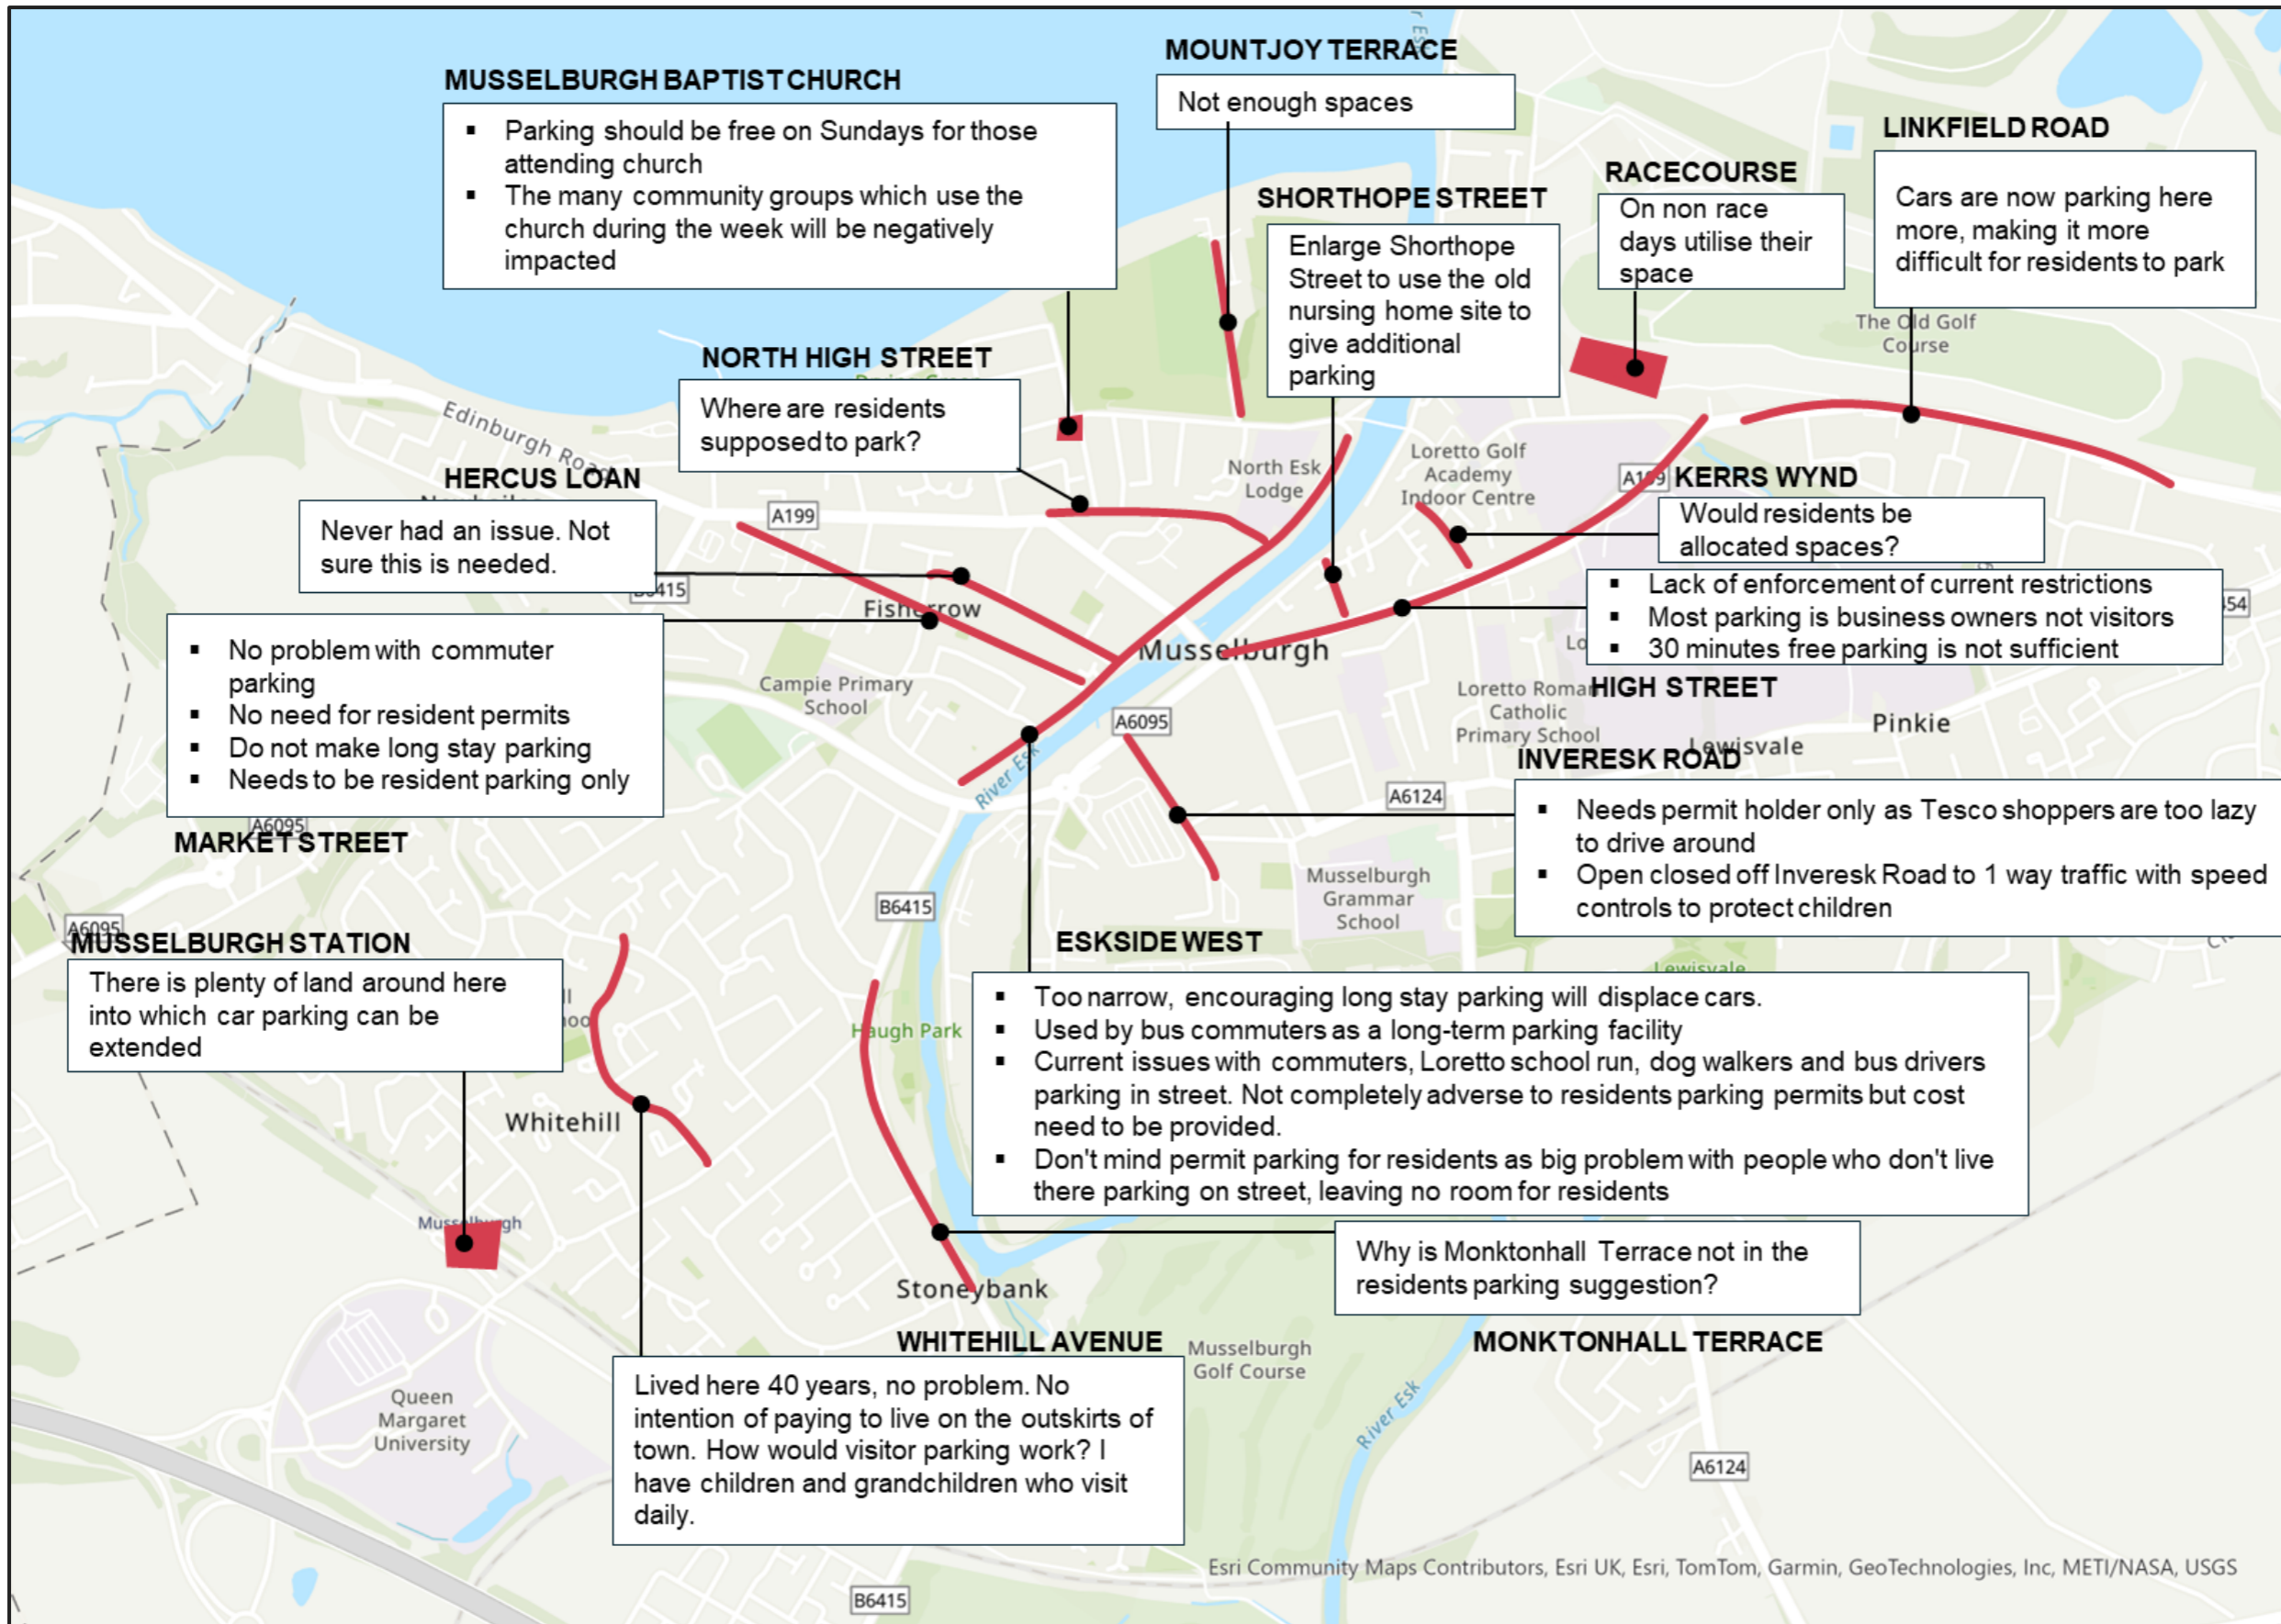 MUSSELBURGH BAPTIST CHURCH
▪ Parking should be free on Sundays for those
attending church
▪ The many community groups which use the
church during the week will be negatively
impacted
MOUNTJOY TERRACE
Not enough spaces
River Esk
LINKFIELD ROAD
Cars are now parking here
more, making it more
difficult for residents to park
RACECOURSE
On non race
days utilise their
space
SHORTHOPE STREET
Enlarge Shorthope
Street to use the old
nursing home site to
give additional
parking
The Old Golf
Course
NORTH HIGH STREET
Where are residents
supposed to park?
Edinburgh Road
HERCUS LOAN
Never had an issue. Not
sure this is needed.
A199
North Esk
Lodge
Loretto Golf
Academy
Indoor Centre
A199
KERRS WYND
Would residents be
allocated spaces?
B6415
Fisherrow
▪ Lack of enforcement of current restrictions
▪ Most parking is business owners not visitors
▪ 30 minutes free parking is not sufficient
HIGH STREET
▪ No problem with commuter
parking
▪ No need for resident permits
▪ Do not make long stay parking
▪ Needs to be resident parking only
MARKET STREET
Musselburgh
Campie Primary
School
A6095
Loretto Roman
Catholic
Primary School
Pinkie
Lewisvale
River Esk
A6124
INVERESK ROAD
▪ Needs permit holder only as Tesco shoppers are too lazy
to drive around
▪ Open closed off Inveresk Road to 1 way traffic with speed
controls to protect children
A6095
Musselburgh
Grammar
School
B6415
A6095
MUSSELBURGH STATION
There is plenty of land around here
into which car parking can be
extended
ESKSIDE WEST
▪ Too narrow, encouraging long stay parking will displace cars.
▪ Used by bus commuters as a long-term parking facility
▪ Current issues with commuters, Loretto school run, dog walkers and bus drivers
parking in street. Not completely adverse to residents parking permits but cost
need to be provided.
▪ Don't mind permit parking for residents as big problem with people who don't live
there parking on street, leaving no room for residents
Lewisvale
Haugh Park
Whitehill
Musselburgh
Why is Monktonhall Terrace not in the
residents parking suggestion?
MONKTONHALL TERRACE
Stoneybank
WHITEHILL AVENUE
Lived here 40 years, no problem. No
intention of paying to live on the outskirts of
town. How would visitor parking work? I
have children and grandchildren who visit
daily.
Musselburgh
Golf Course
Queen
Margaret
University
River Esk
A6124
Esri Community Maps Contributors, Esri UK, Esri, TomTom, Garmin, GeoTechnologies, Inc, METI/NASA, USGS
B6415